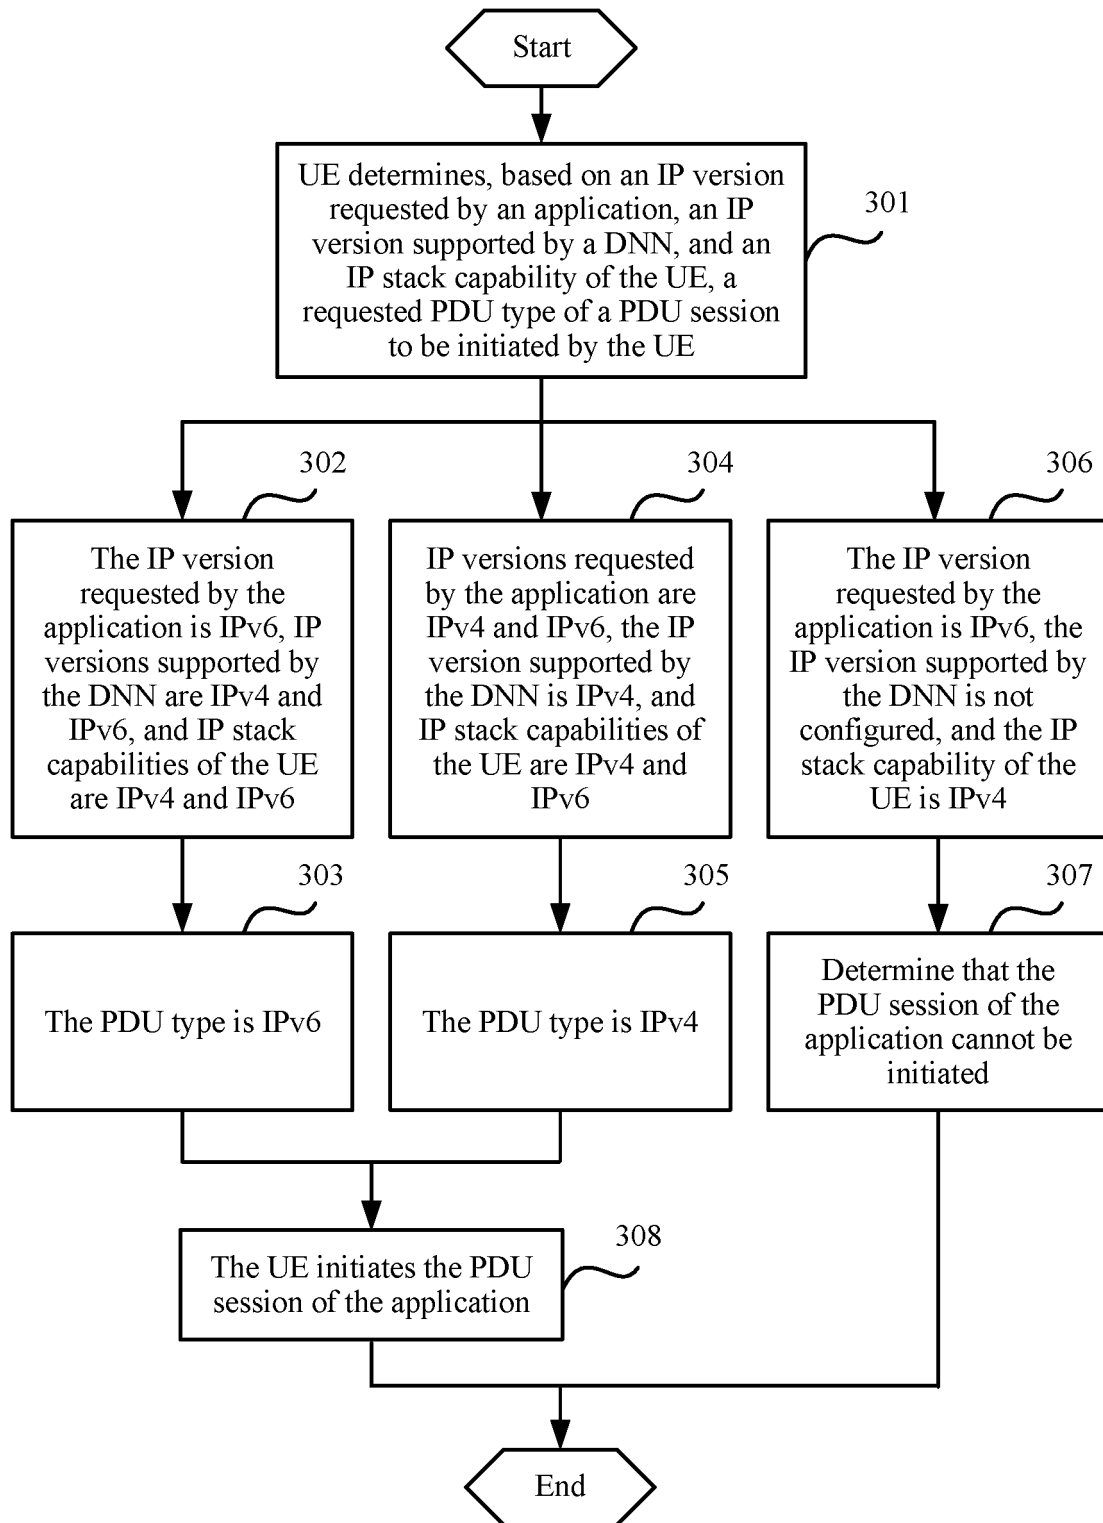 Start
UE determines, based on an IP version
requested by an application, an IP
version supported by a DNN, and an
IP stack capability of the UE, a
requested PDU type of a PDU session
to be initiated by the UE
301
302
The IP version
requested by the
application is IPv6, IP
versions supported by
the DNN are IPv4 and
IPv6, and IP stack
capabilities of the UE
are IPv4 and IPv6
304
IP versions requested
by the application are
IPv4 and IPv6, the IP
version supported by
the DNN is IPv4, and
IP stack capabilities of
the UE are IPv4 and
IPv6
306
The IP version
requested by the
application is IPv6, the
IP version supported by
the DNN is not
configured, and the IP
stack capability of the
UE is IPv4
303
The PDU type is IPv6
305
The PDU type is IPv4
307
Determine that the
PDU session of the
application cannot be
initiated
308
The UE initiates the PDU
session of the application
End